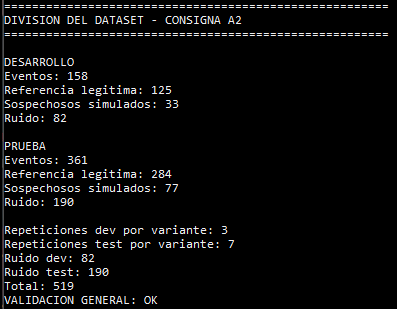 =======================================================
DIVISION DEL DATASET - CONSIGNA A2
=======================================================
DESARROLLO
Eventos: 158
Referencia legitima: 125
Sospechosos simulados: 33
Ruido: 82
PRUEBA
Eventos: 361
Referencia legitima: 284
Sospechosos simulados: 77
Ruido: 190
Repeticiones dev por variante: 3
Repeticiones test por variante: 7
Ruido dev: 82
Ruido test: 190
Total: 519
VALIDACION GENERAL: OK